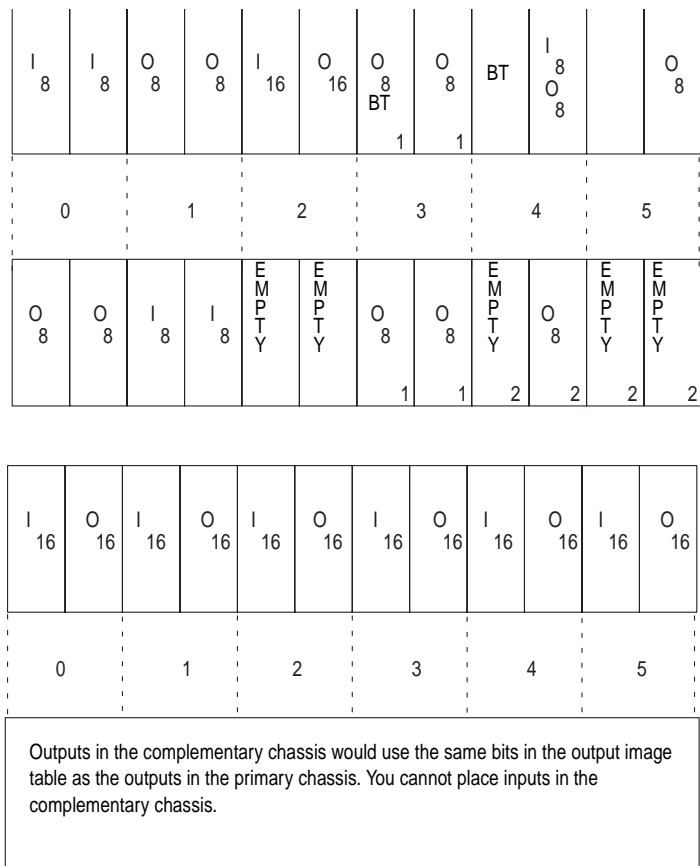 I 8 I 8 O 8 O 8 I 16 O 16 O 8 BT 1 O 8 1 BT I 8 O 8 O 8
0 1 2 3 4 5
O 8 O 8 I 8 I 8 EMPTY EMPTY O 8 1 O 8 1 EMPTY 2 O 8 2 EMPTY 2 EMPTY 2
I 16 O 16 I 16 O 16 I 16 O 16 I 16 O 16 I 16 O 16 I 16 O 16
0 1 2 3 4 5
Outputs in the complementary chassis would use the same bits in the output image
table as the outputs in the primary chassis. You cannot place inputs in the
complementary chassis.